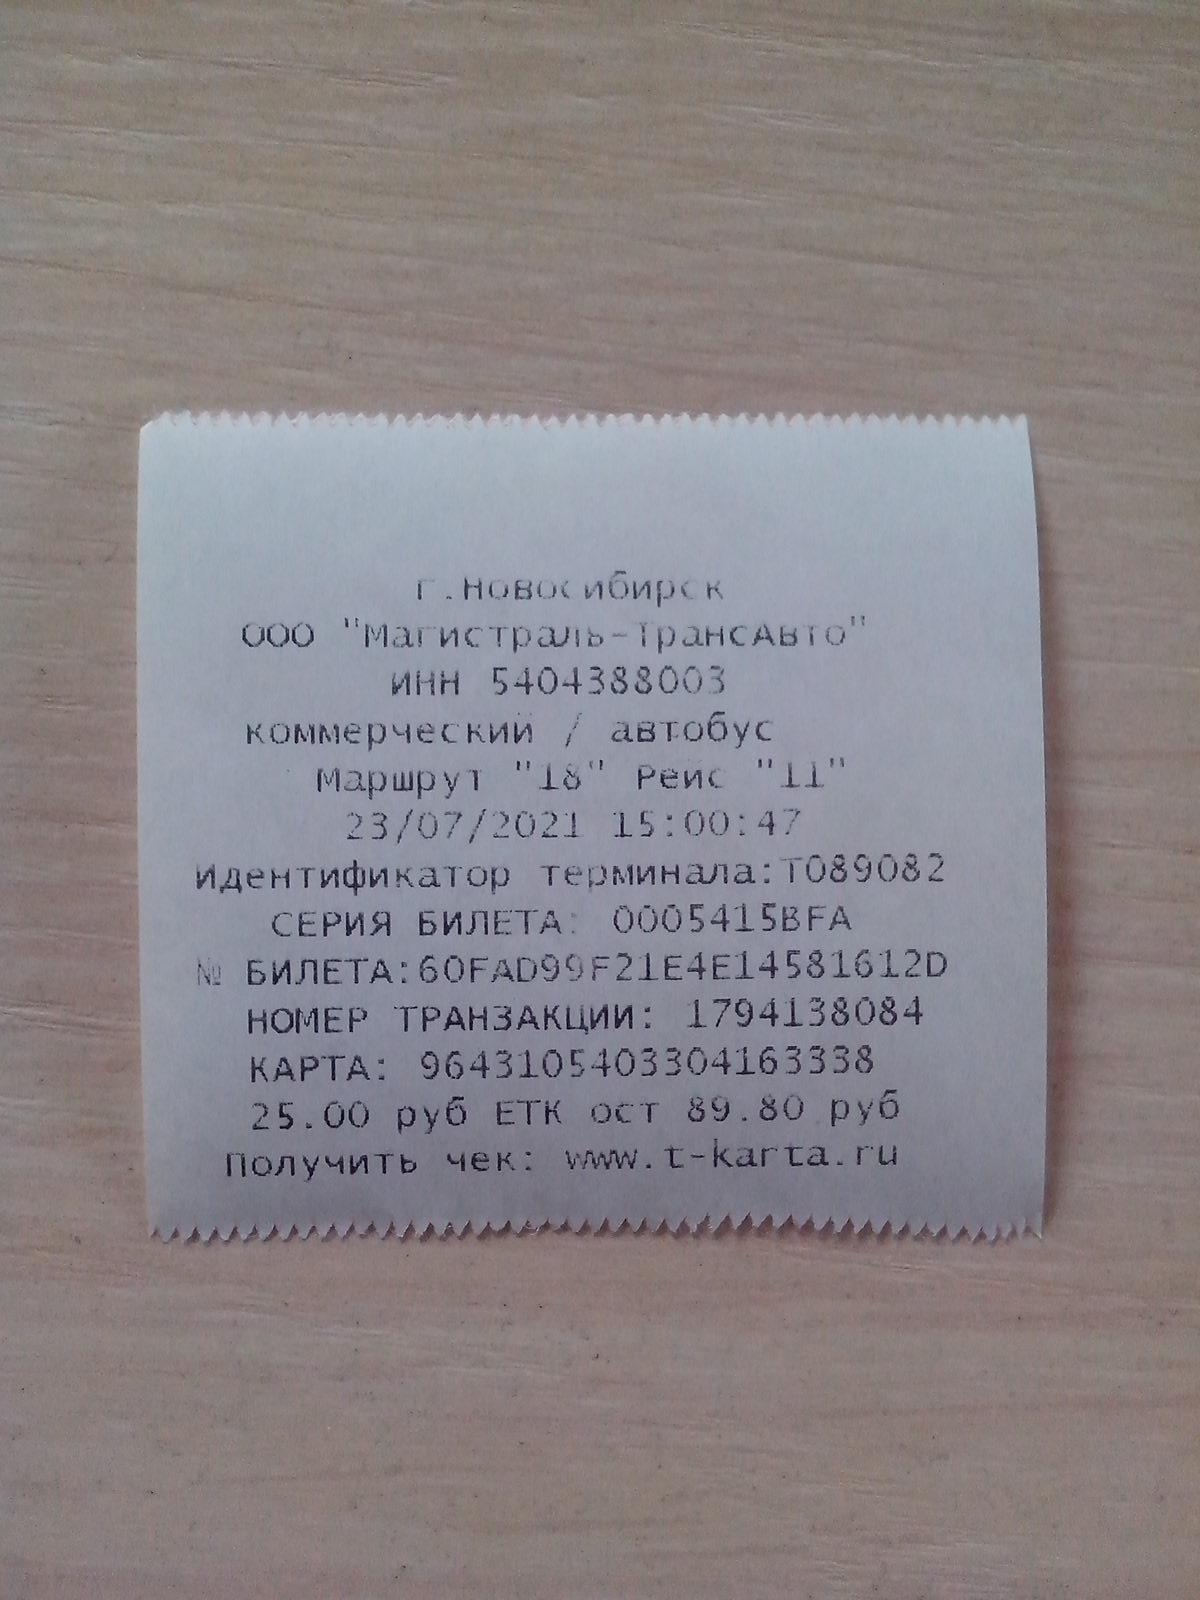 г.Новосибирск
ООО "Магистраль-ТрансАвто"
ИНН 5404388003
коммерческий / автобус
Маршрут "18" Рейс "11"
23/07/2021 15:00:47
Идентификатор терминала:T089082
СЕРИЯ БИЛЕТА: 0005415BFA
№ БИЛЕТА:60FAD99F21E4E14581612D
НОМЕР ТРАНЗАКЦИИ: 1794138084
КАРТА: 9643105403304163338
25.00 руб ЕТК ост 89.80 руб
Получить чек: www.t-karta.ru